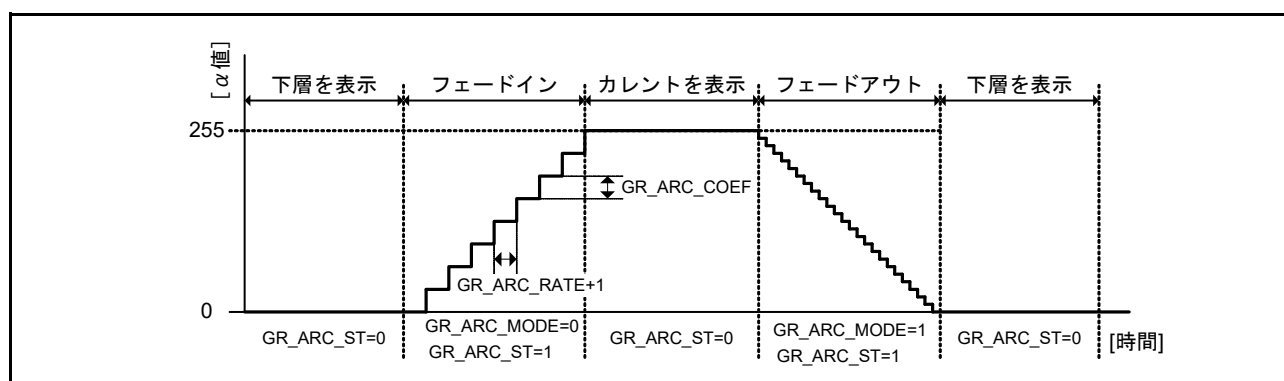 [α値]
下層を表示
フェードイン
カレントを表示
フェードアウト
下層を表示
255
GR_ARC_COEF
GR_ARC_RATE+1
0
GR_ARC_ST=0
GR_ARC_MODE=0
GR_ARC_ST=1
GR_ARC_ST=0
GR_ARC_MODE=1
GR_ARC_ST=1
GR_ARC_ST=0
[時間]